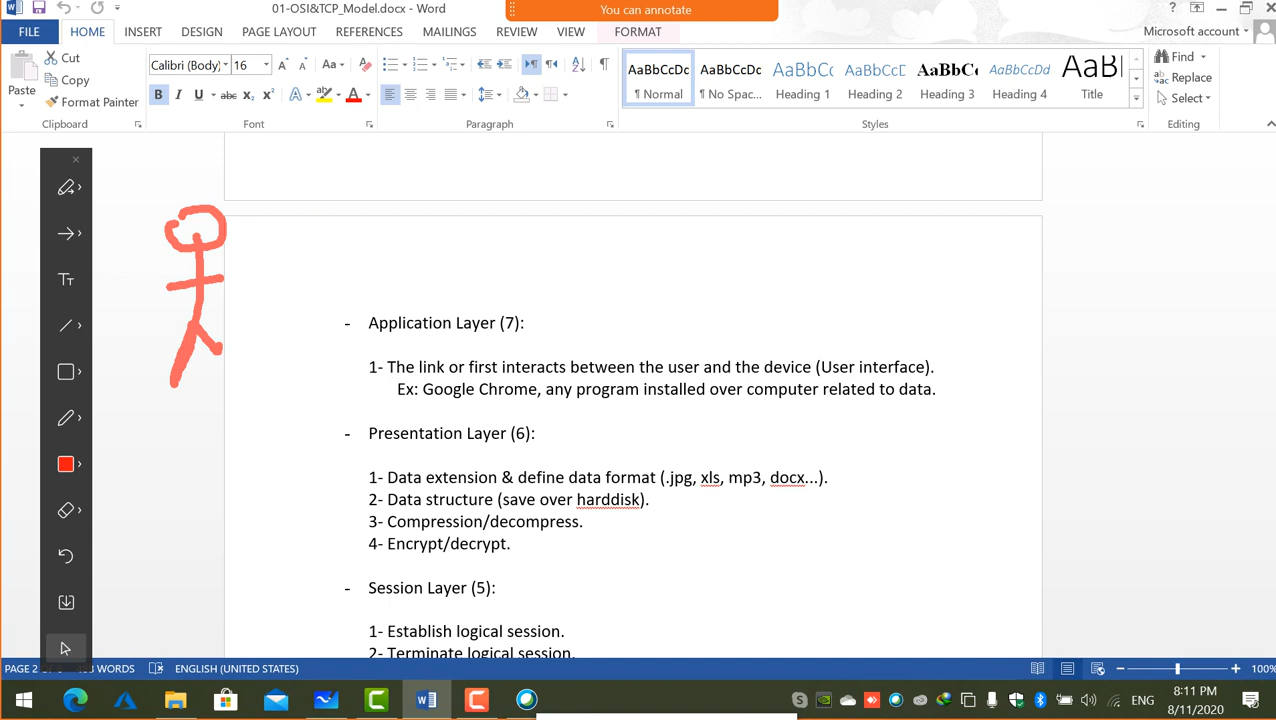 01-OSI&TCP_Model.docx - Word
You can annotate
FILE HOME INSERT DESIGN PAGE LAYOUT REFERENCES MAILINGS REVIEW VIEW FORMAT Microsoft account
Paste
Cut
Copy
Format Painter
Clipboard
Calibri (Body) 16
Font
Paragraph
AaBbCcDc AaBbCcDc AaBbCc AaBbCcD AaBbCc AaBbCcDd AaB
¶ Normal ¶ No Spac... Heading 1 Heading 2 Heading 3 Heading 4 Title
Styles
Find
Replace
Select
Editing
- Application Layer (7):
1- The link or first interacts between the user and the device (User interface).
Ex: Google Chrome, any program installed over computer related to data.
- Presentation Layer (6):
1- Data extension & define data format (.jpg, xls, mp3, docx...).
2- Data structure (save over harddisk).
3- Compression/decompress.
4- Encrypt/decrypt.
- Session Layer (5):
1- Establish logical session.
2- Terminate logical session.
PAGE 2 OF WORDS ENGLISH (UNITED STATES) 100%
ENG
8:11 PM
8/11/2020